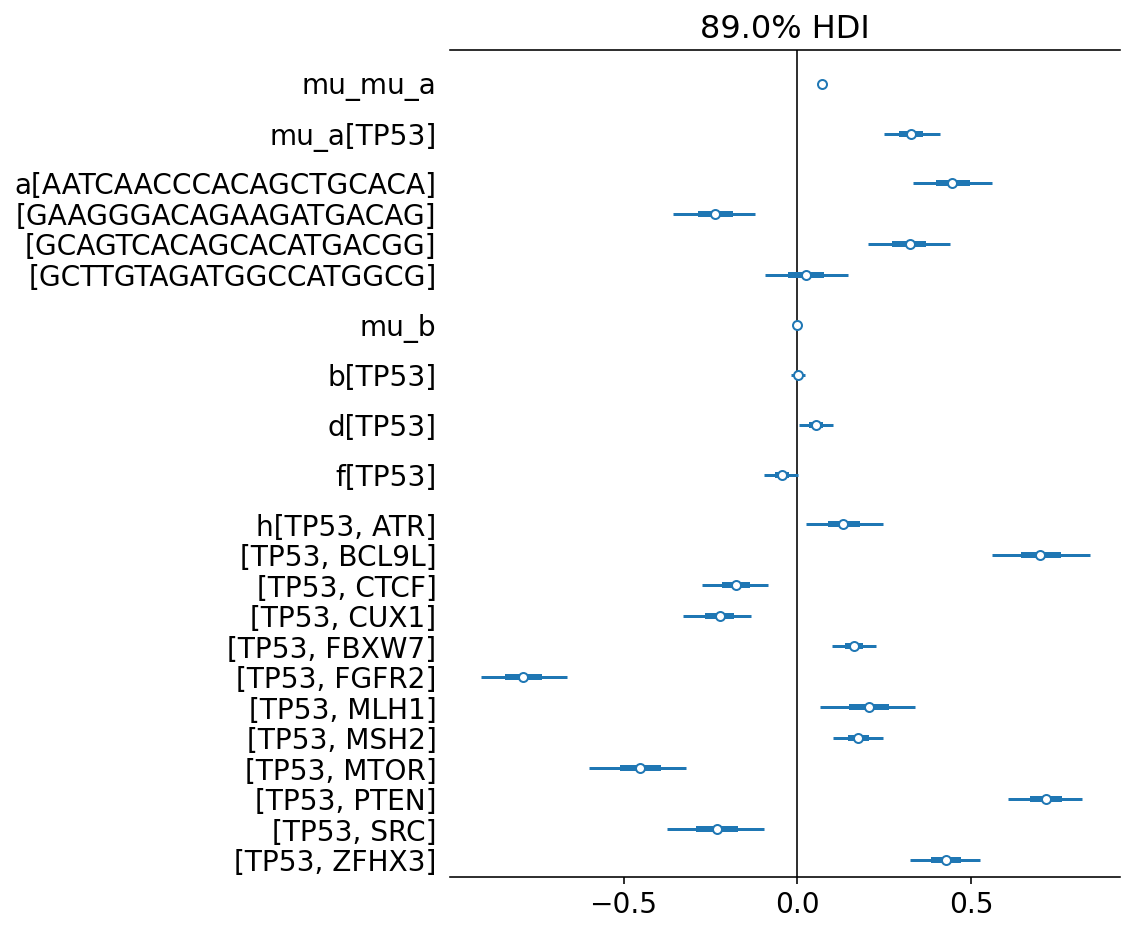 89.0% HDI
mu_mu_a
mu_a[TP53]
a[AATCAACCCACAGCTGCACA]
[GAAGGGACAGAAGATGACAG]
[GCAGTCACAGCACATGACGG]
[GCTTGTAGATGGCCATGGCG]
mu_b
b[TP53]
d[TP53]
f[TP53]
h[TP53, ATR]
[TP53, BCL9L]
[TP53, CTCF]
[TP53, CUX1]
[TP53, FBXW7]
[TP53, FGFR2]
[TP53, MLH1]
[TP53, MSH2]
[TP53, MTOR]
[TP53, PTEN]
[TP53, SRC]
[TP53, ZFHX3]
−0.5 0.0 0.5